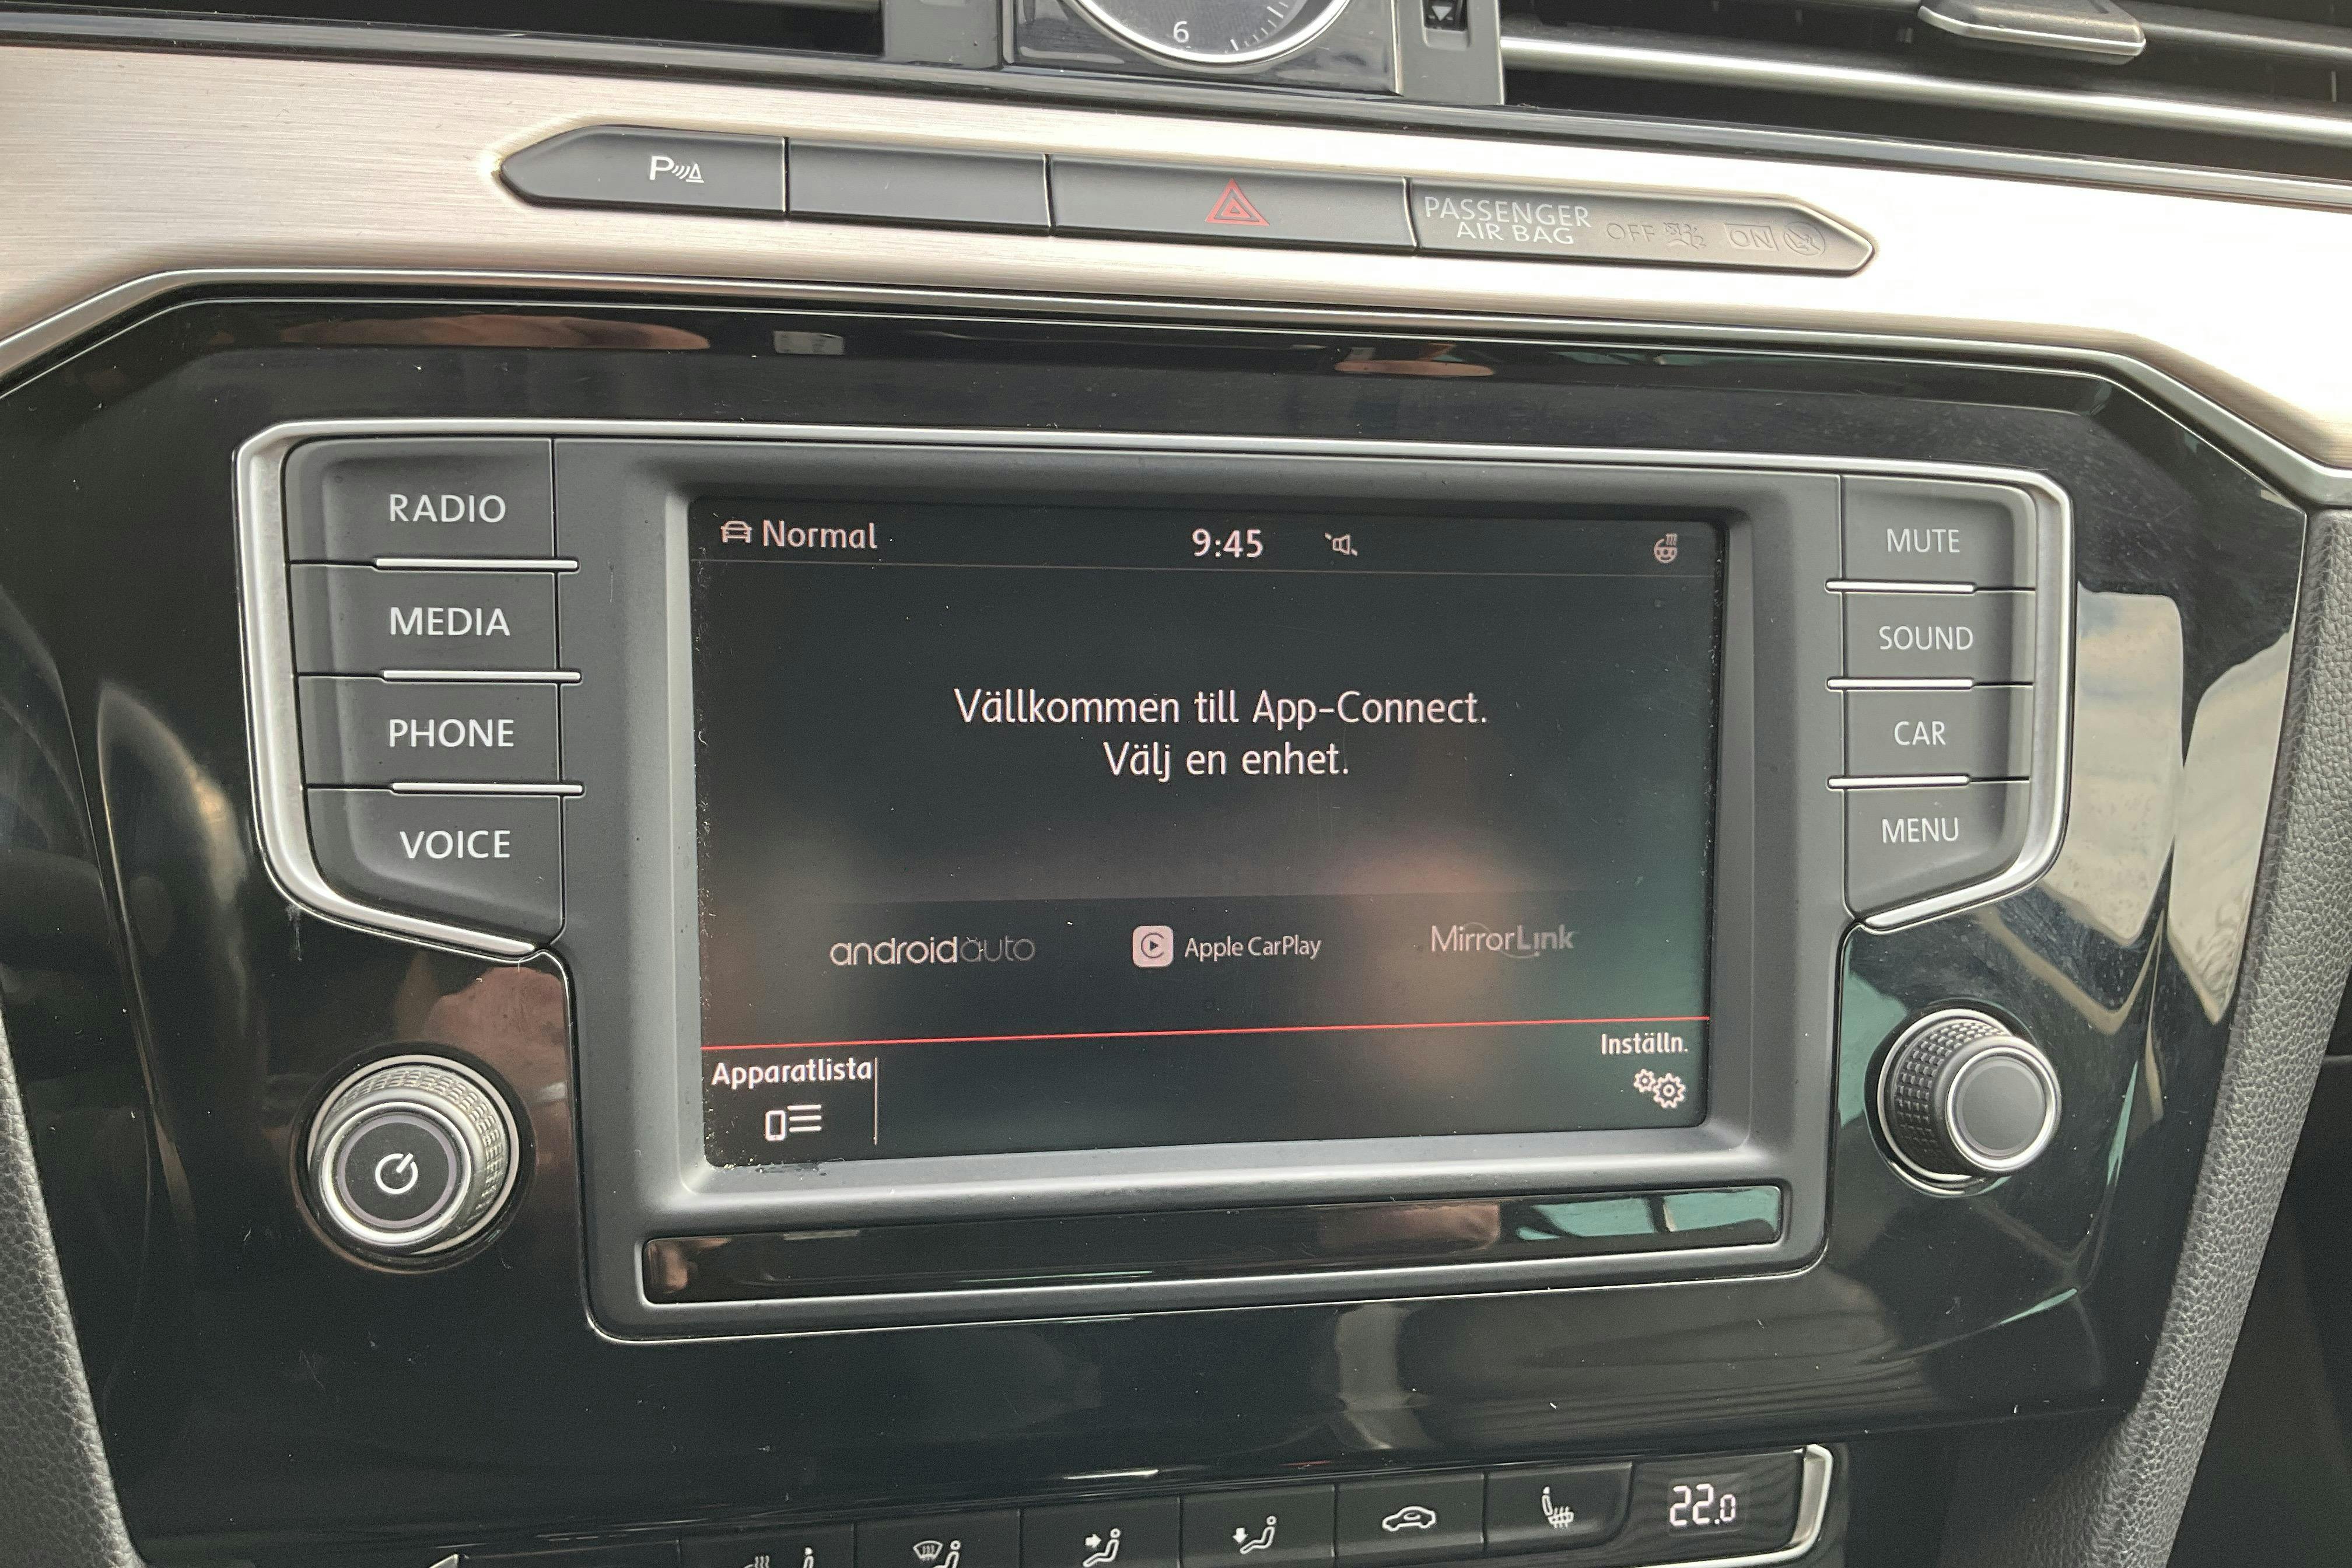 6
P
PASSENGER
AIR BAG OFF ON
RADIO
MEDIA
PHONE
VOICE
Normal 9:45
Vällkommen till App-Connect.
Välj en enhet.
androidauto Apple CarPlay MirrorLink
Apparatlista
Inställn.
MUTE
SOUND
CAR
MENU
22.0